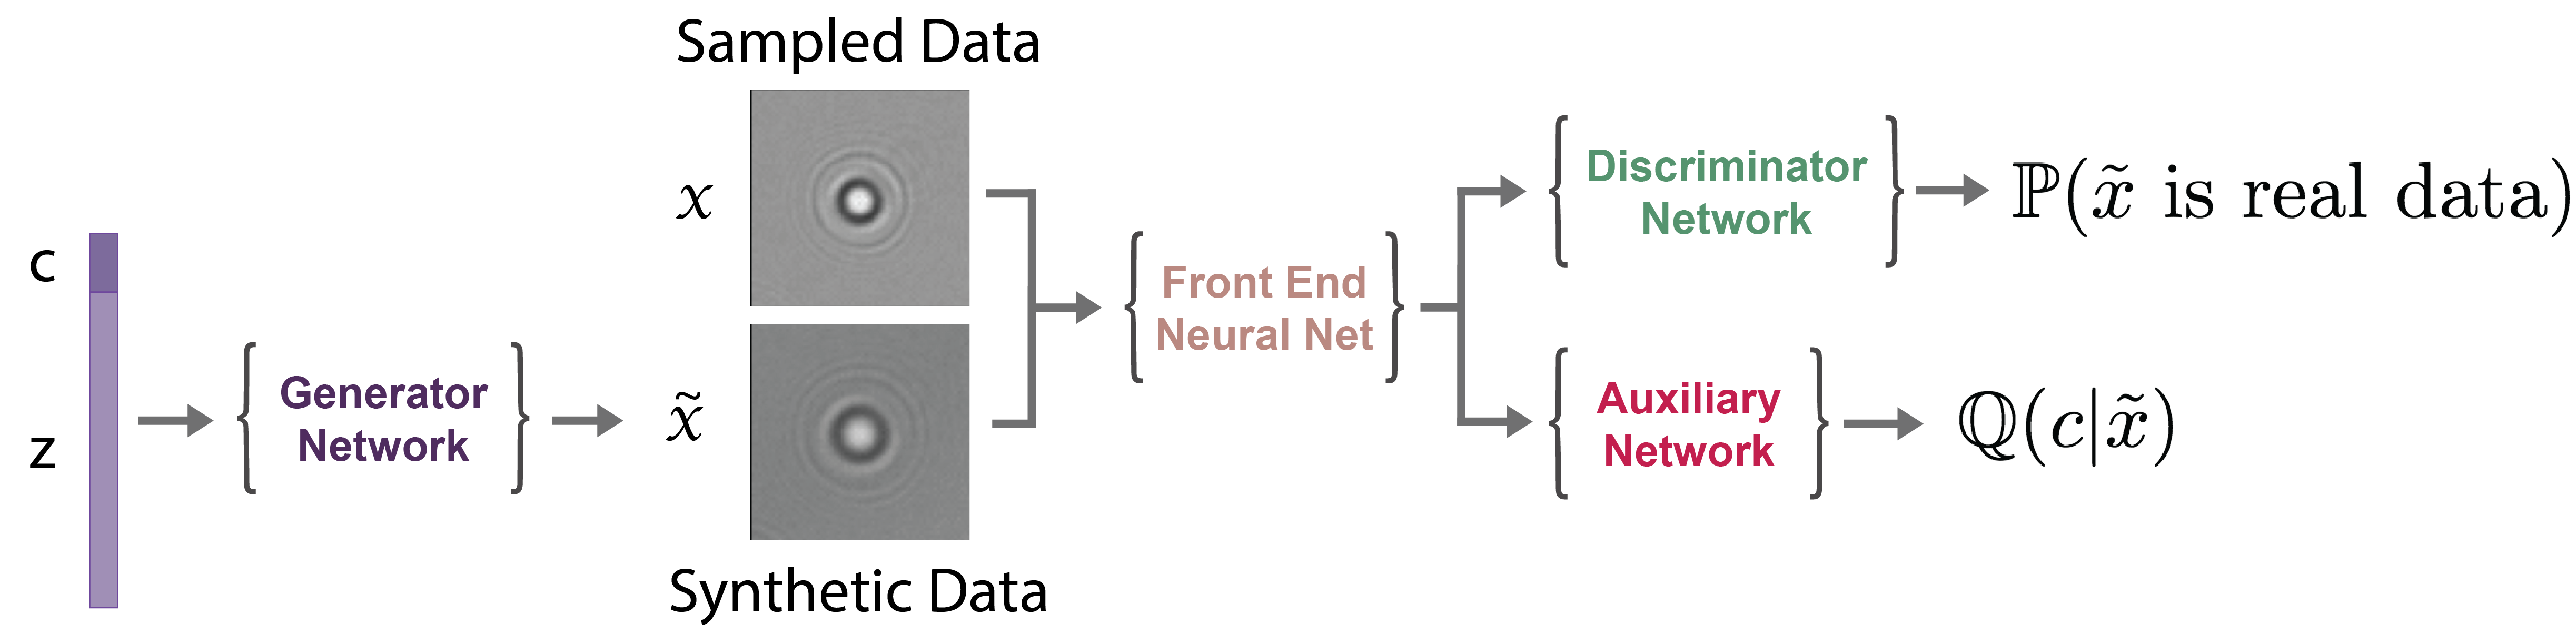 Sampled Data
x
c
z
Generator
Network
x̃
Synthetic Data
Front End
Neural Net
Discriminator
Network
ℙ(x̃ is real data)
Auxiliary
Network
ℚ(c|x̃)